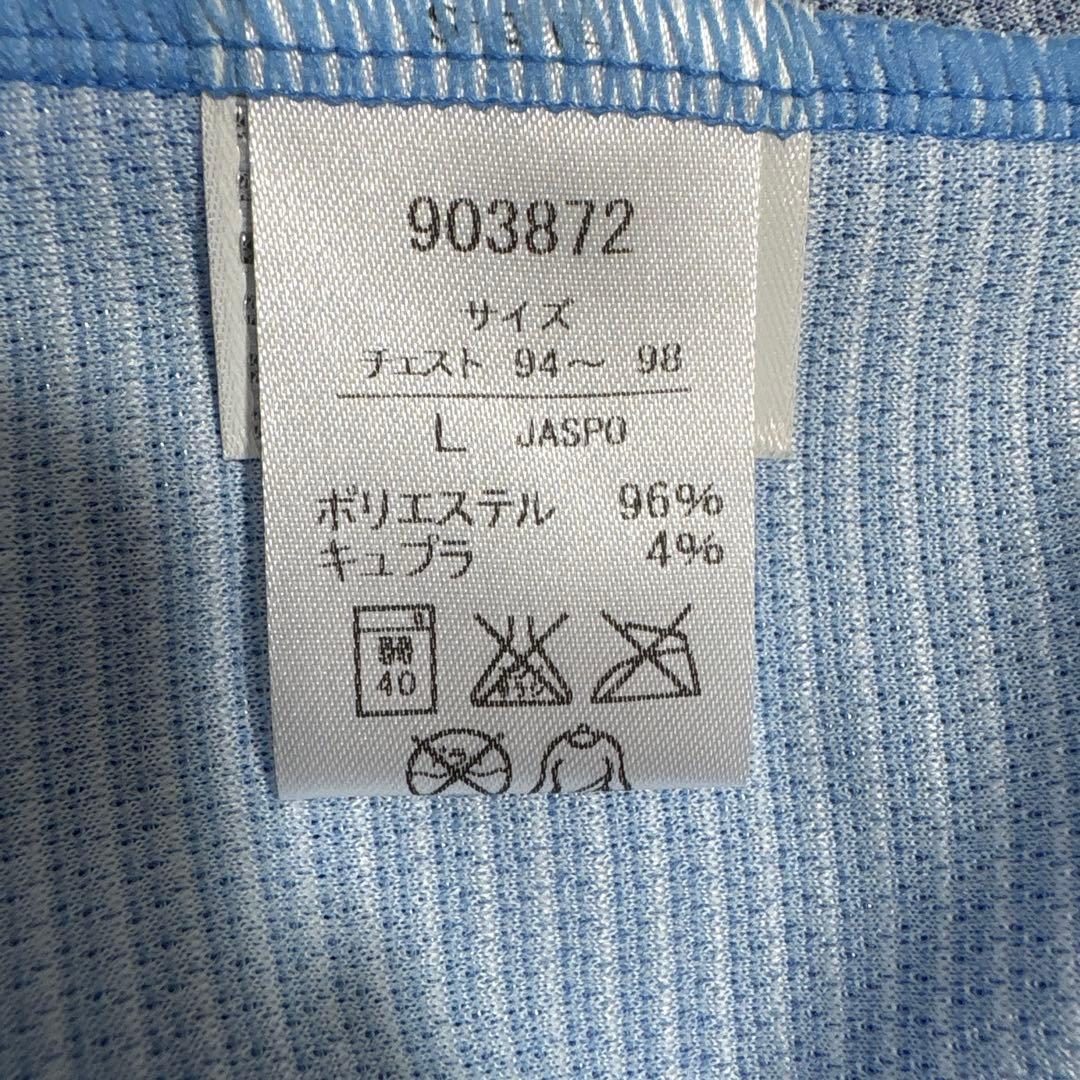 903872
サイズ
チェスト 94～ 98
L JASPO
ポリエステル 96%
キュプラ 4%
40